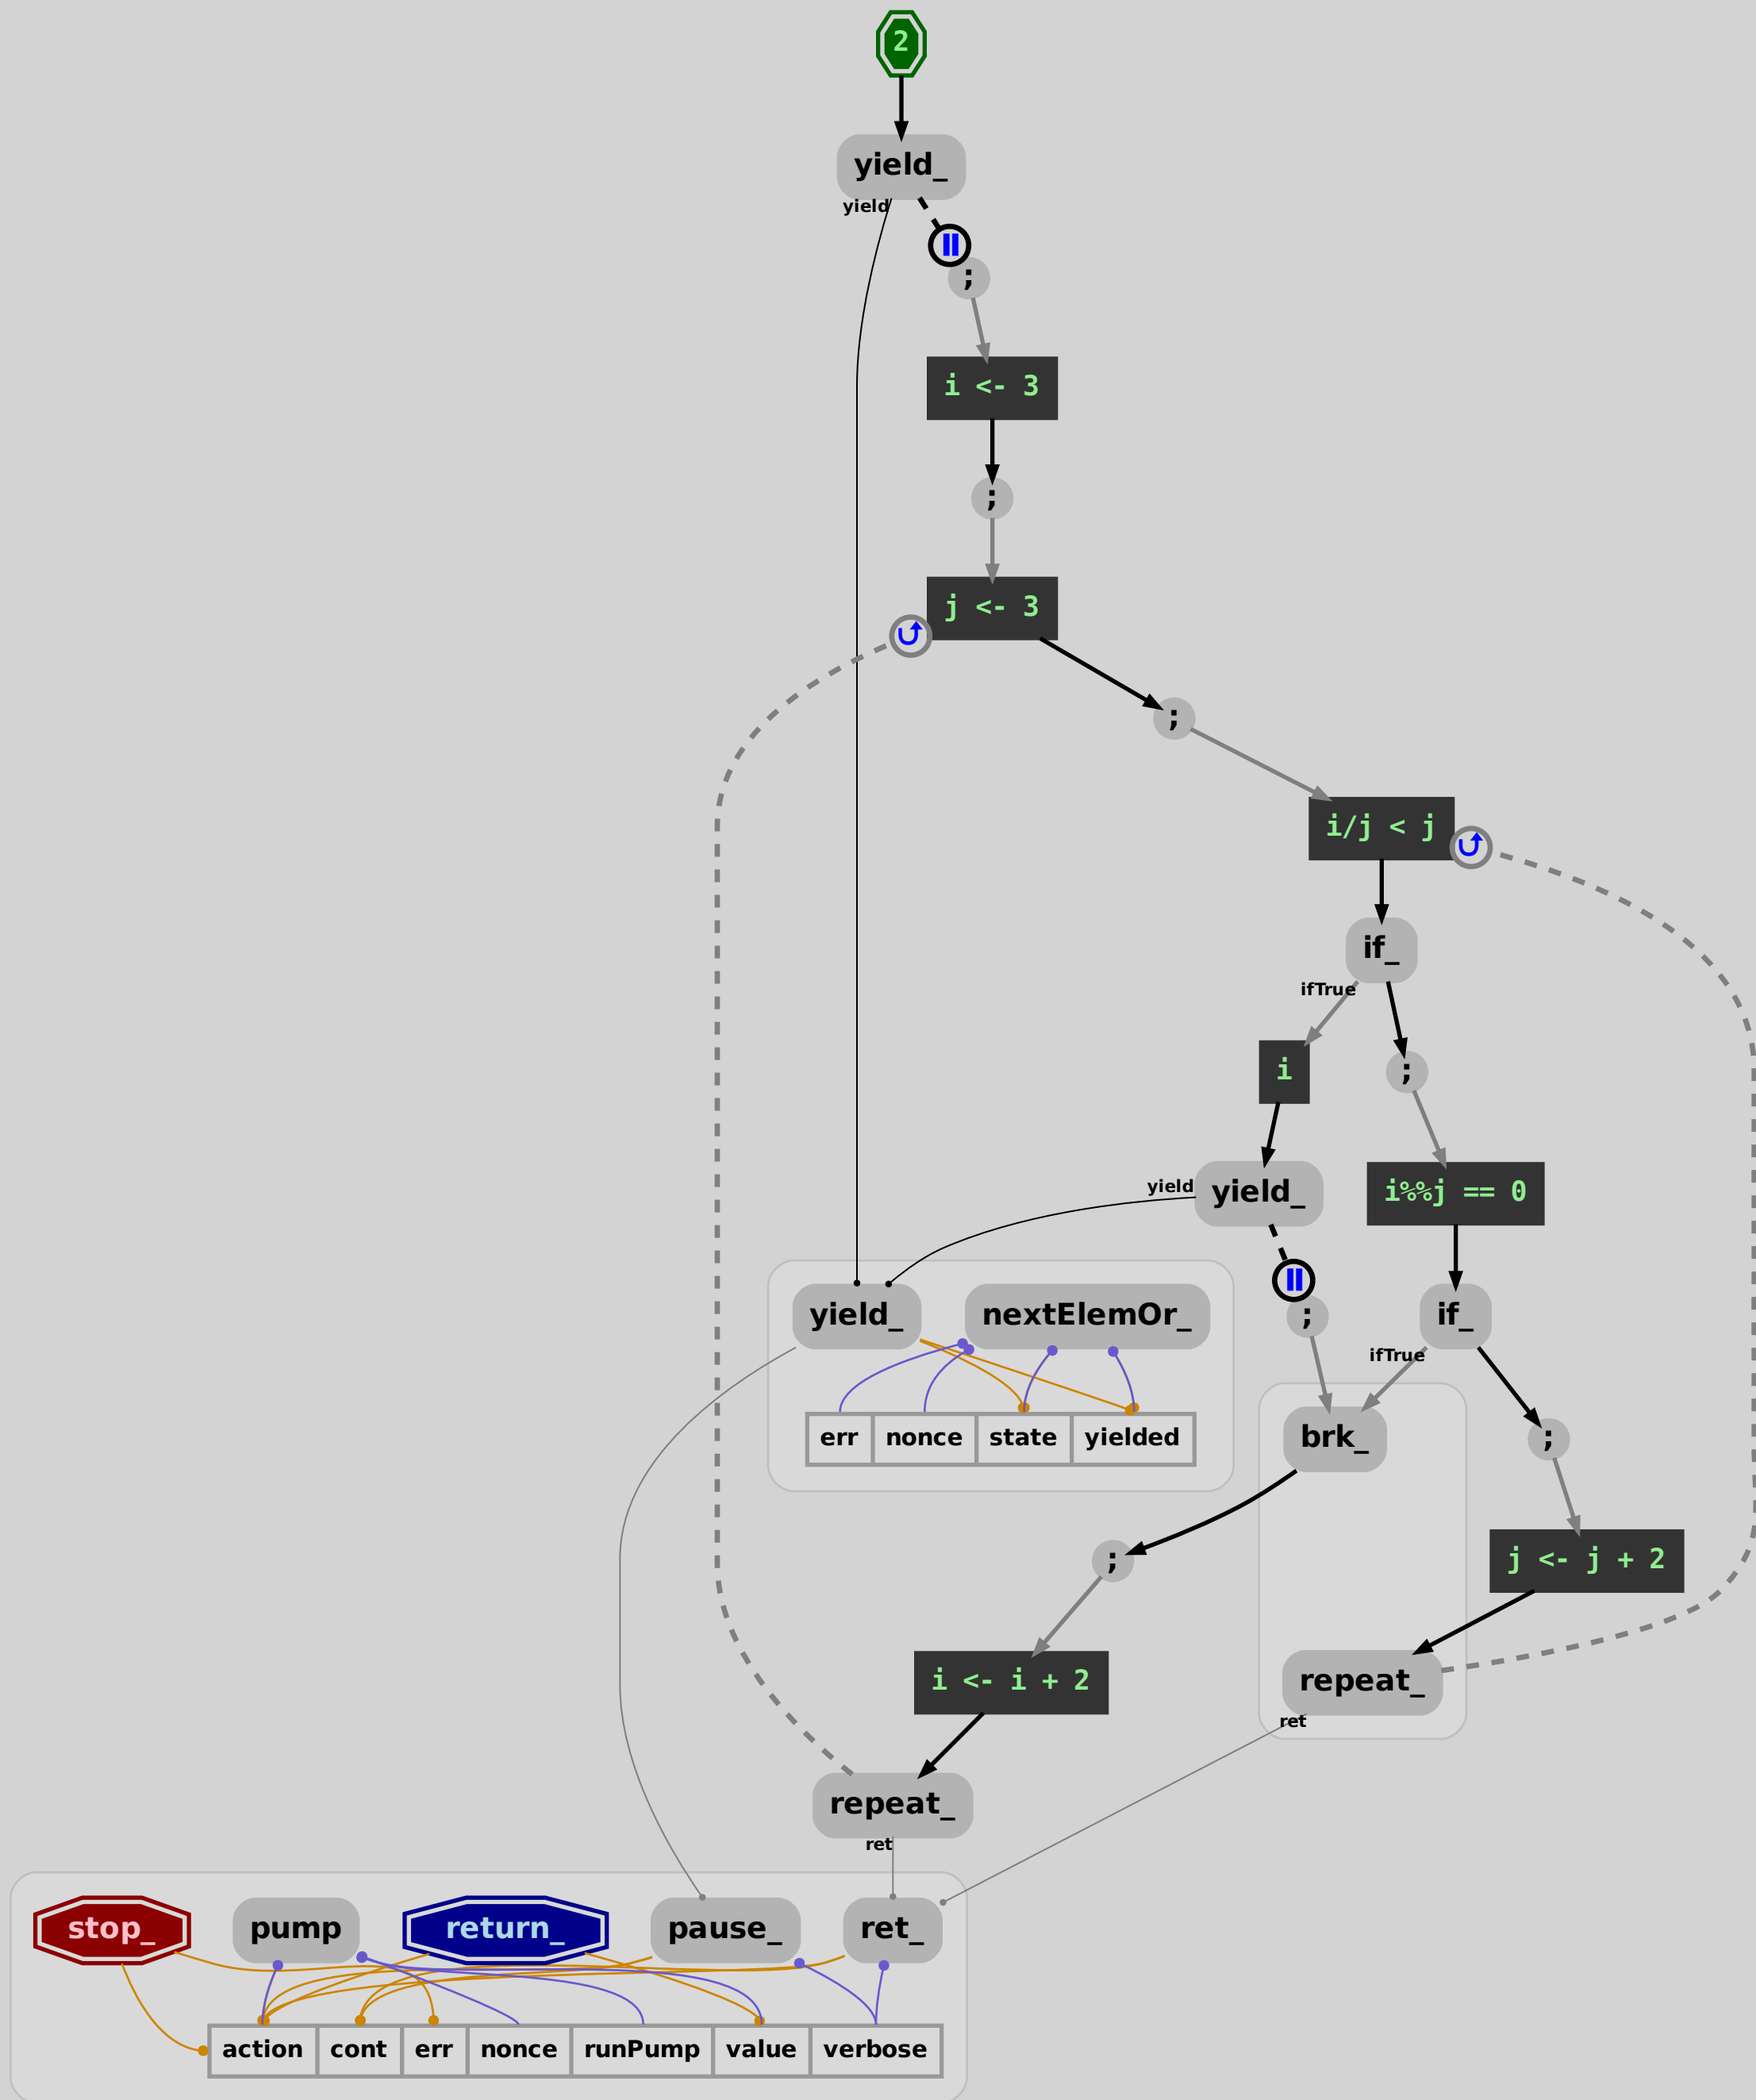 2
yield_
yield
;
i <- 3
;
j <- 3
;
i/j < j
if_
ifTrue
i
;
yield
yield_
i%%j == 0
yield_
nextElemOr_
;
if_
ifTrue
err
nonce
state
yielded
brk_
;
;
j <- j + 2
i <- i + 2
repeat_
ret
repeat_
ret
stop_
pump
return_
pause_
ret_
action
cont
err
nonce
runPump
value
verbose